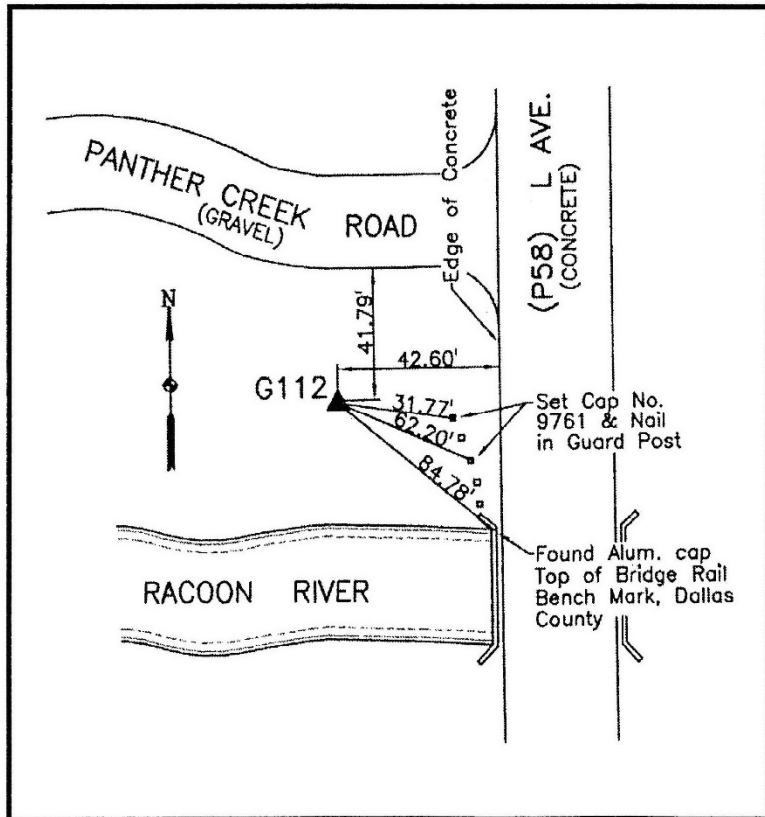 PANTHER CREEK ROAD
(GRAVEL)
Edge of Concrete
(P58) L AVE.
(CONCRETE)
N
41.79'
42.60'
G112
31.77'
62.20'
84.78'
Set Cap No.
9761 & Nail
in Guard Post
Found Alum. cap
Top of Bridge Rail
Bench Mark, Dallas
County
RACOON RIVER